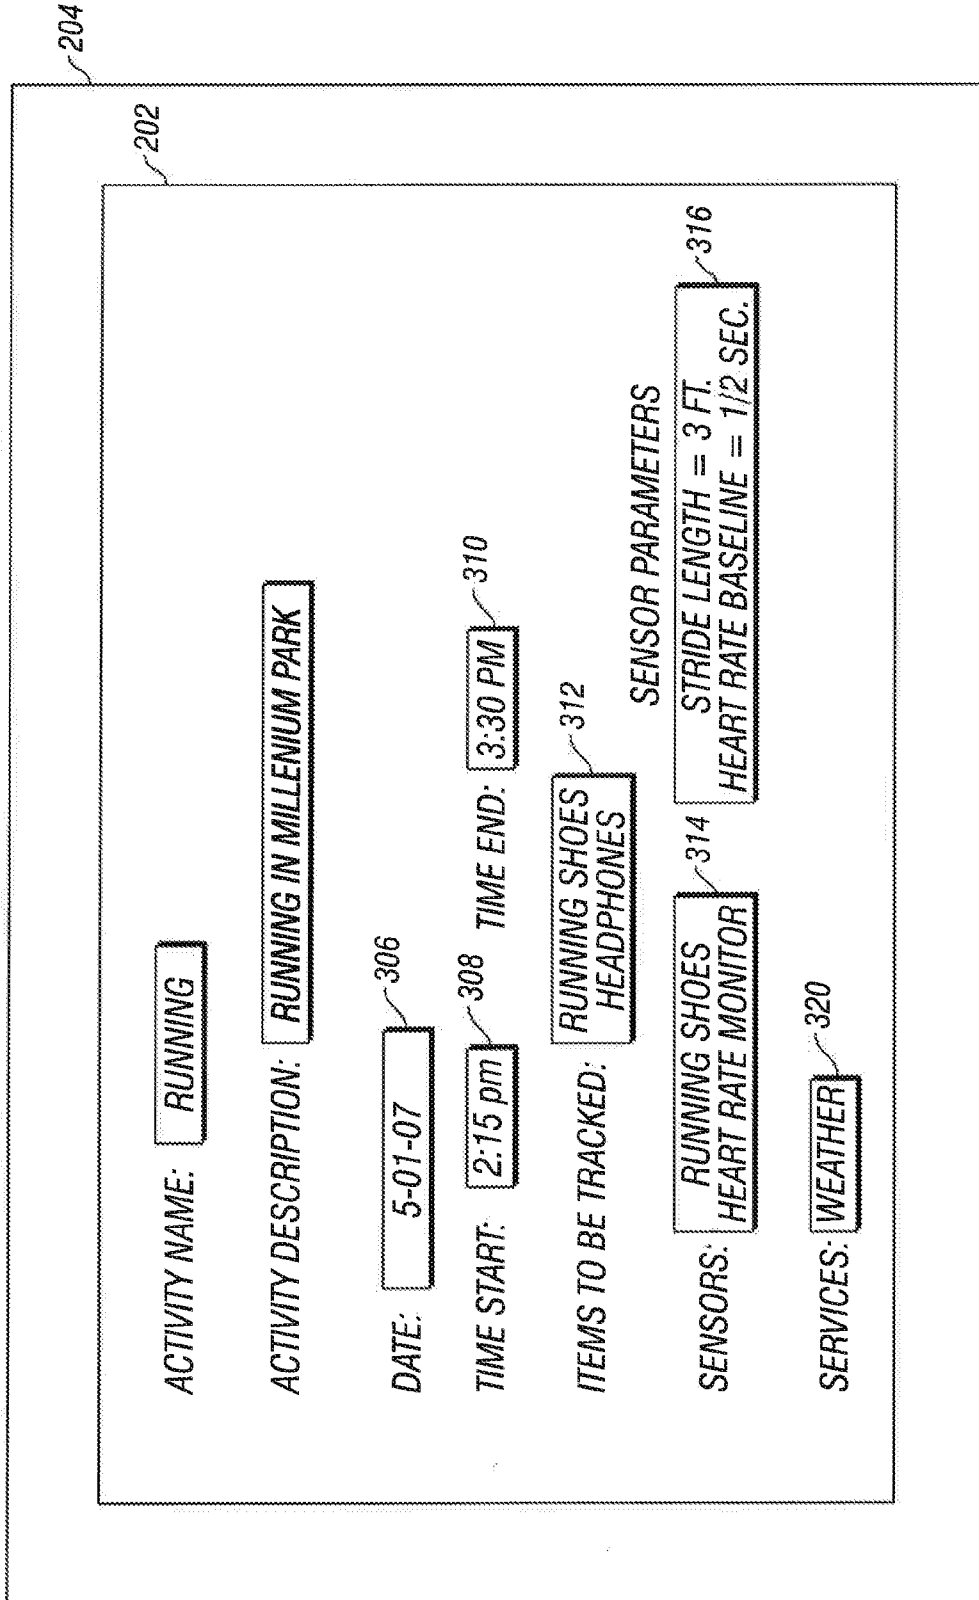 204
202
ACTIVITY NAME: RUNNING
ACTIVITY DESCRIPTION: RUNNING IN MILLENIUM PARK
DATE: 5-01-07 306
TIME START: 2:15 pm 308 TIME END: 3:30 PM 310
ITEMS TO BE TRACKED: RUNNING SHOES
HEADPHONES 312
SENSOR PARAMETERS
SENSORS: RUNNING SHOES
HEART RATE MONITOR 314
STRIDE LENGTH = 3 FT.
HEART RATE BASELINE = 1/2 SEC. 316
SERVICES: WEATHER 320